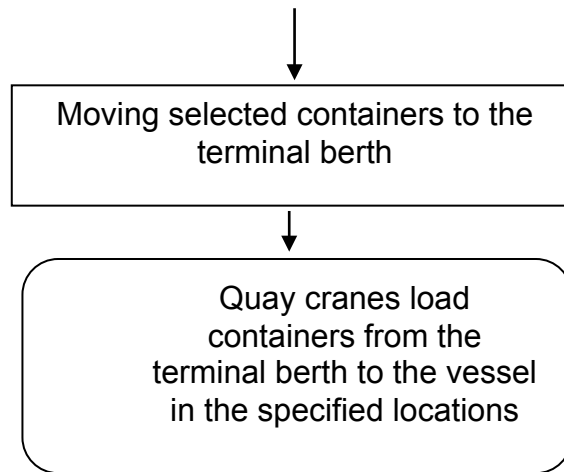 Moving selected containers to the
terminal berth
Quay cranes load
containers from the
terminal berth to the vessel
in the specified locations